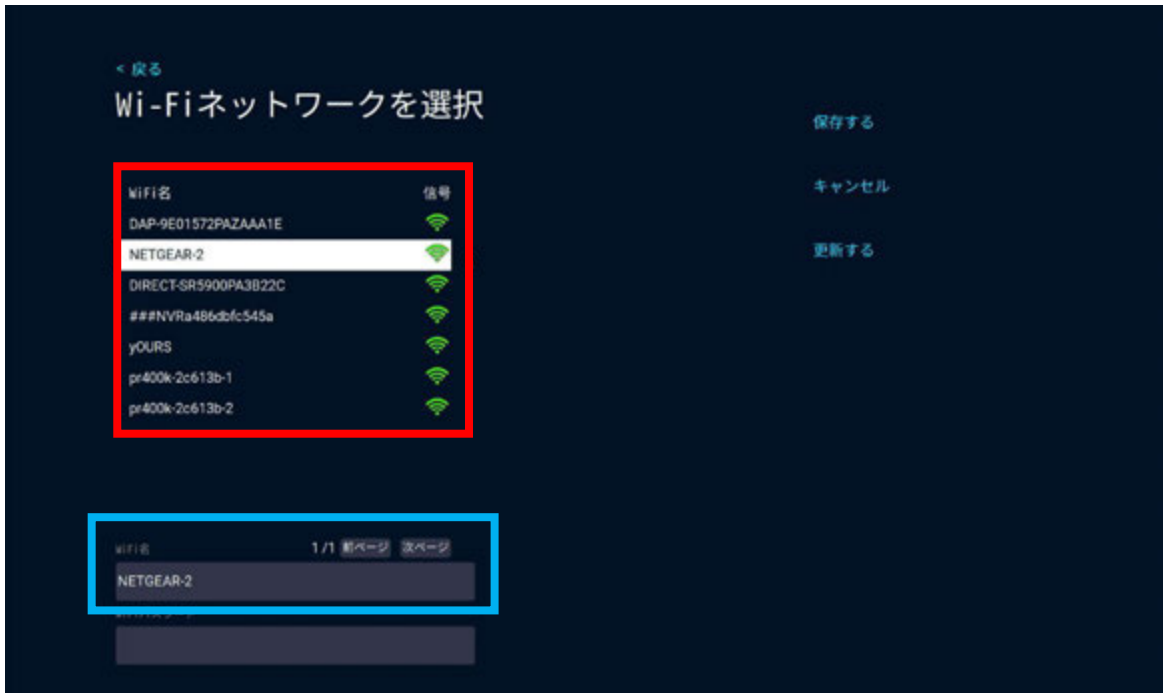 < 戻る
Wi-Fiネットワークを選択
保存する
キャンセル
更新する
WiFi名 信号
DAP-9E01572PAZAAA1E
NETGEAR-2
DIRECT-SR5900PA3B22C
###NVRa486dbfc545a
yOURS
pr400k-2c613b-1
pr400k-2c613b-2
WiFi名 1/1 前ページ 次ページ
NETGEAR-2